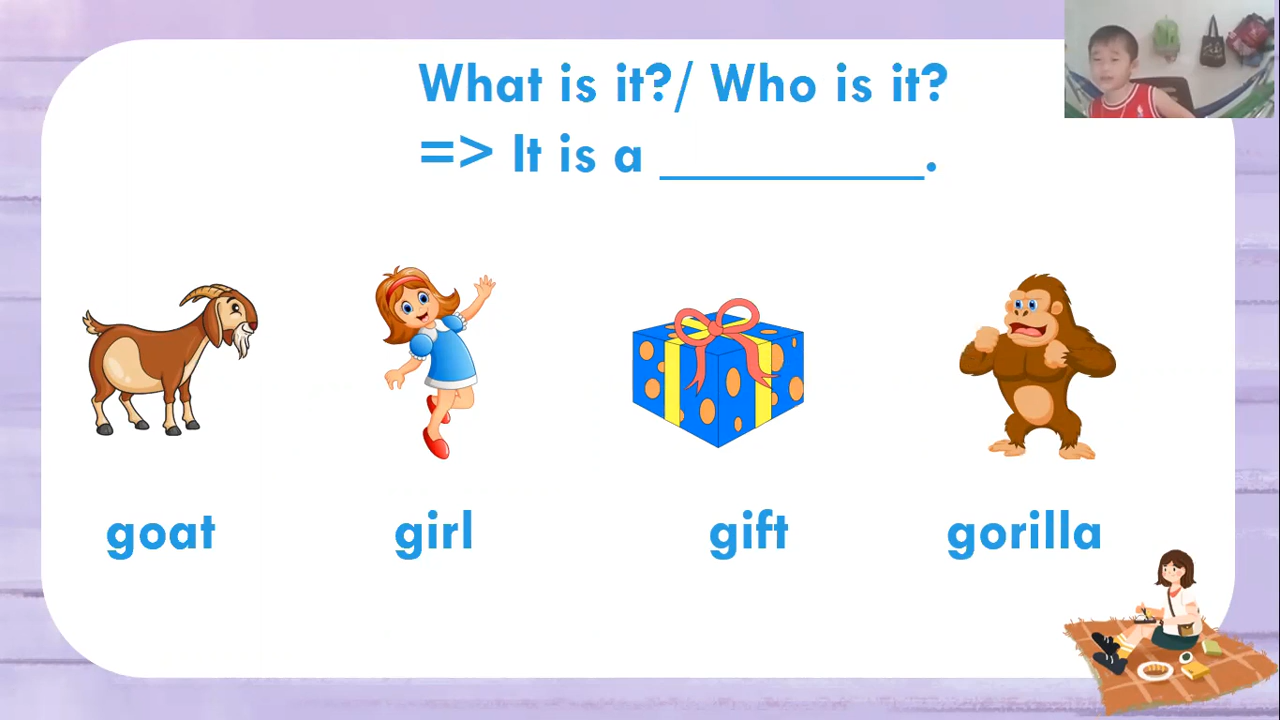 What is it?/ Who is it?
=> It is a __________.
goat
girl
gift
gorilla